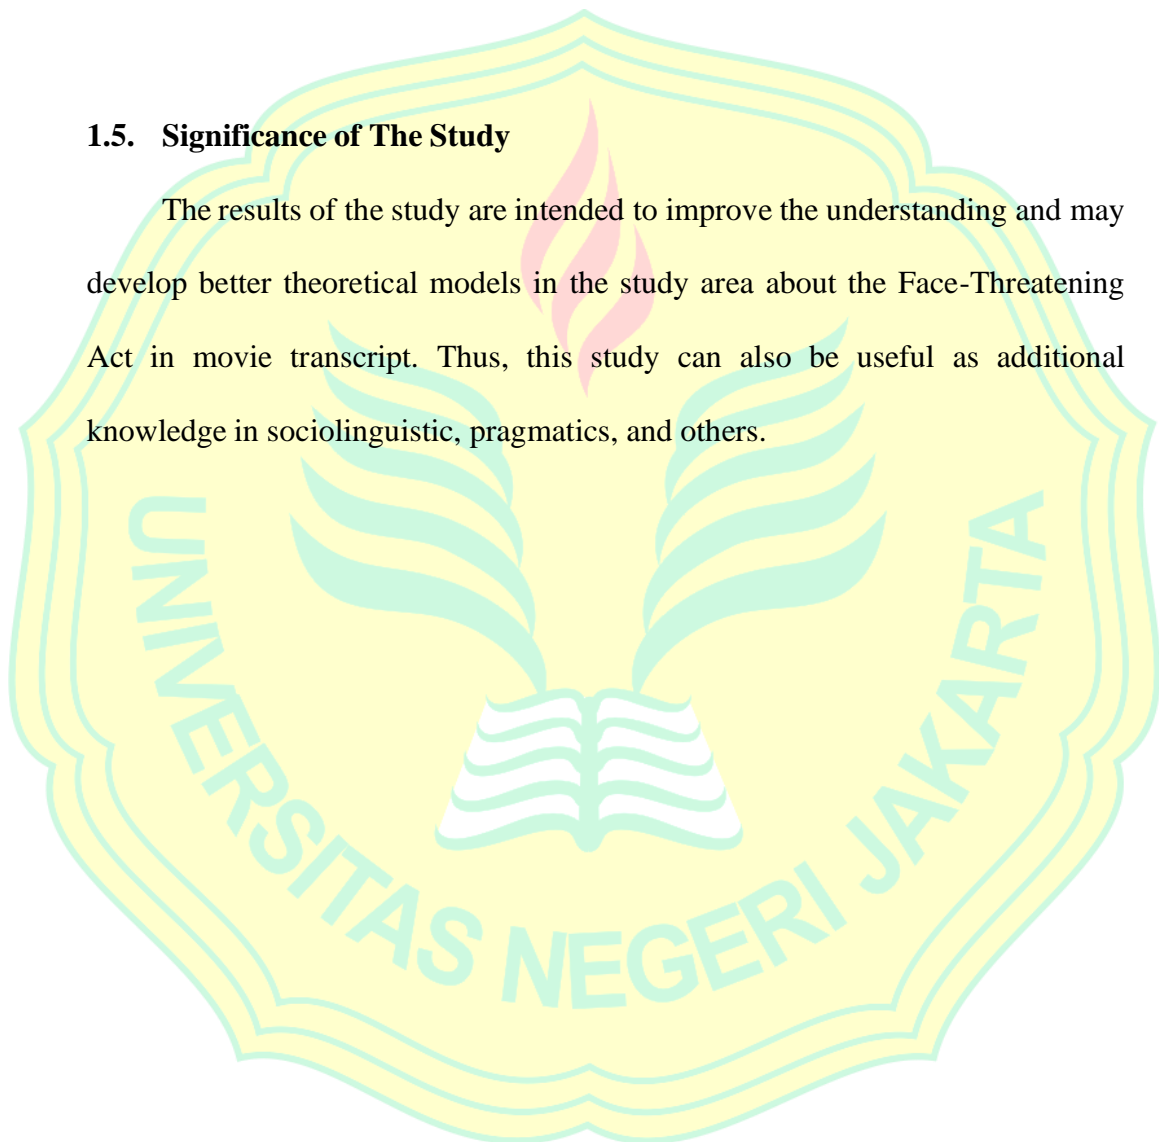 1.5. Significance of The Study
The results of the study are intended to improve the understanding and may
develop better theoretical models in the study area about the Face-Threatening
Act in movie transcript. Thus, this study can also be useful as additional
knowledge in sociolinguistic, pragmatics, and others.
UNIVERSITAS NEGERI JAKARTA